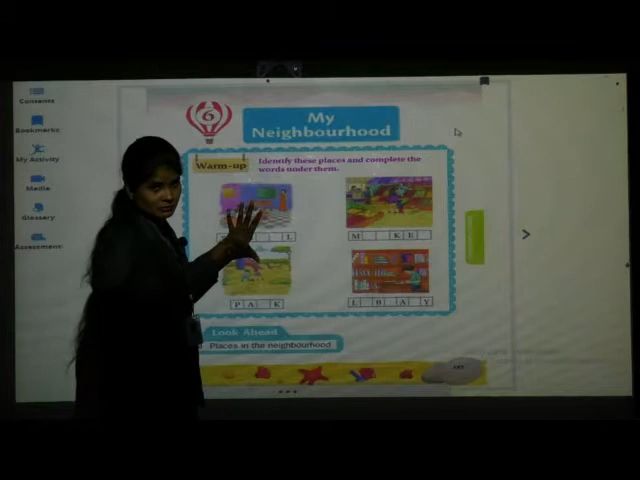 Contents
Bookmarks
My Activity
Media
Glossary
Assessment
6
My
Neighbourhood
Warm-up
Identify these places and complete the
words under them.
L
M K E
P A K
L B A Y
Look Ahead
Places in the neighbourhood